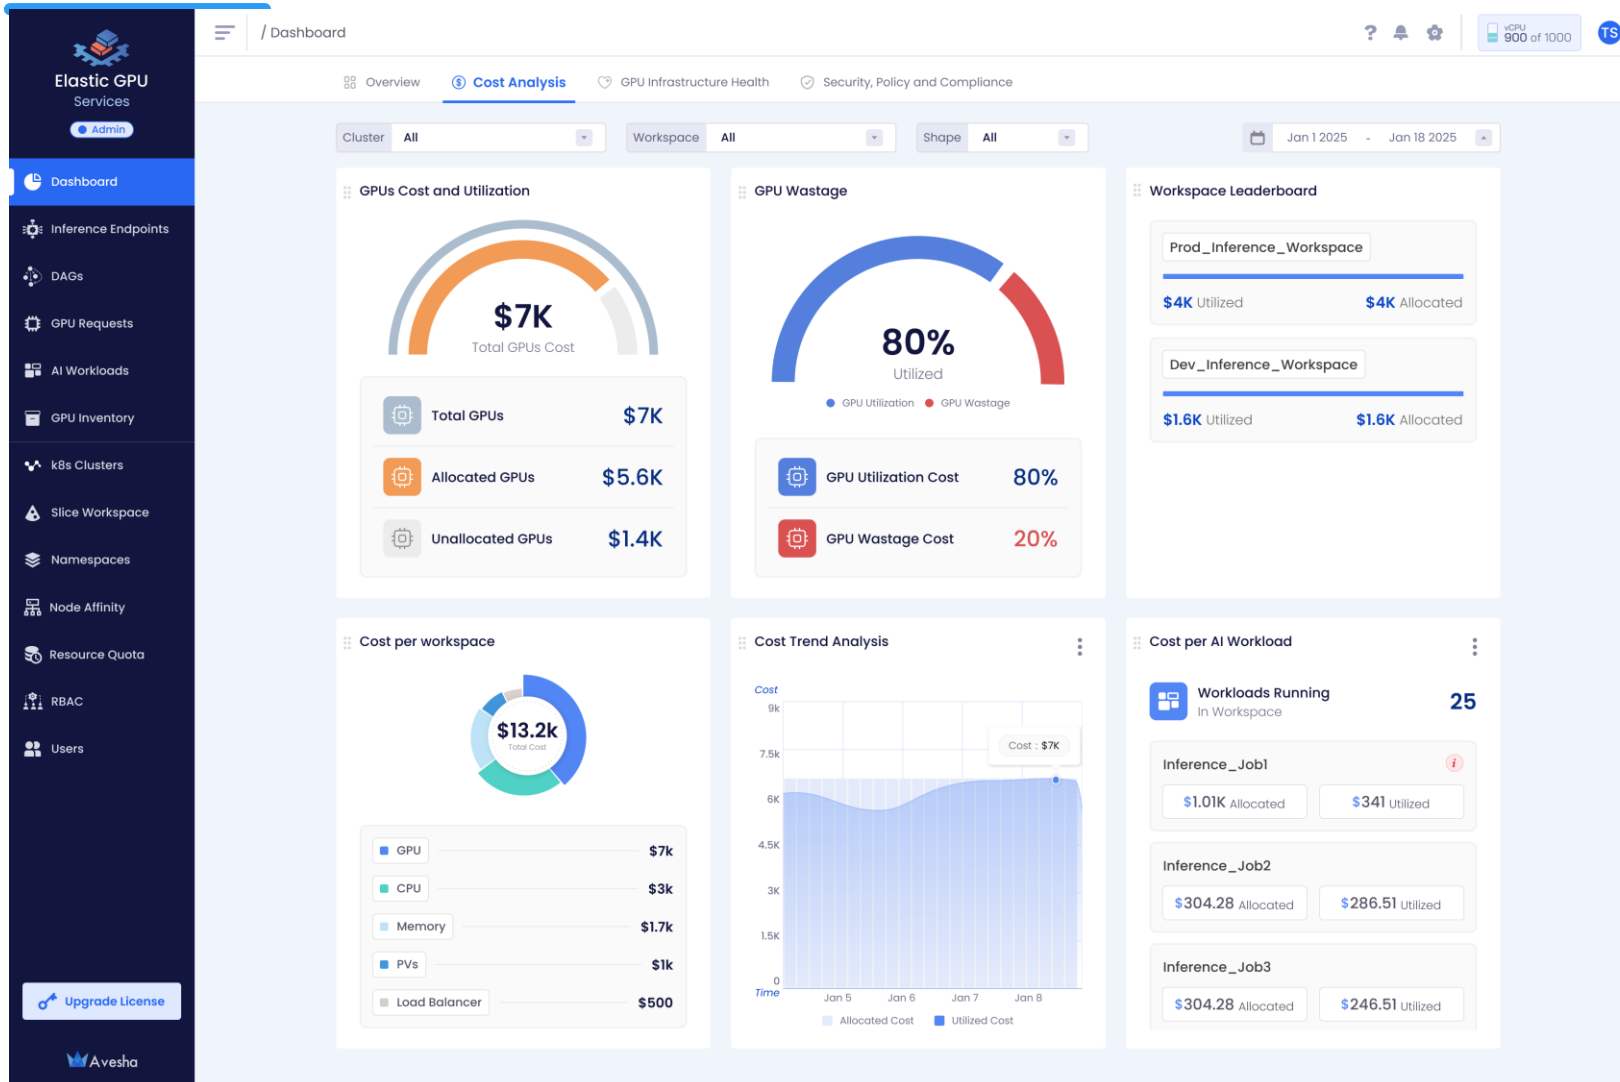 / Dashboard
vCPU
900 of 1000
TS
Elastic GPU
Services
Admin
Dashboard
Inference Endpoints
DAGs
GPU Requests
AI Workloads
GPU Inventory
k8s Clusters
Slice Workspace
Namespaces
Node Affinity
Resource Quota
RBAC
Users
Upgrade License
Avesha
Overview
Cost Analysis
GPU Infrastructure Health
Security, Policy and Compliance
Cluster All
Workspace All
Shape All
Jan 1 2025 - Jan 18 2025
GPUs Cost and Utilization
$7K
Total GPUs Cost
Total GPUs $7K
Allocated GPUs $5.6K
Unallocated GPUs $1.4K
GPU Wastage
80%
Utilized
GPU Utilization GPU Wastage
GPU Utilization Cost 80%
GPU Wastage Cost 20%
Workspace Leaderboard
Prod_Inference_Workspace
$4K Utilized $4K Allocated
Dev_Inference_Workspace
$1.6K Utilized $1.6K Allocated
Cost per workspace
$13.2k
Total Cost
GPU $7k
CPU $3k
Memory $1.7k
PVs $1k
Load Balancer $500
Cost Trend Analysis
Cost
9k
7.5k
6K
4.5K
3K
1.5K
0
Time
Cost : $7K
Jan 5 Jan 6 Jan 7 Jan 8
Allocated Cost Utilized Cost
Cost per AI Workload
Workloads Running
In Workspace
25
Inference_Job1
i
$1.01K Allocated $341 Utilized
Inference_Job2
$304.28 Allocated $286.51 Utilized
Inference_Job3
$304.28 Allocated $246.51 Utilized